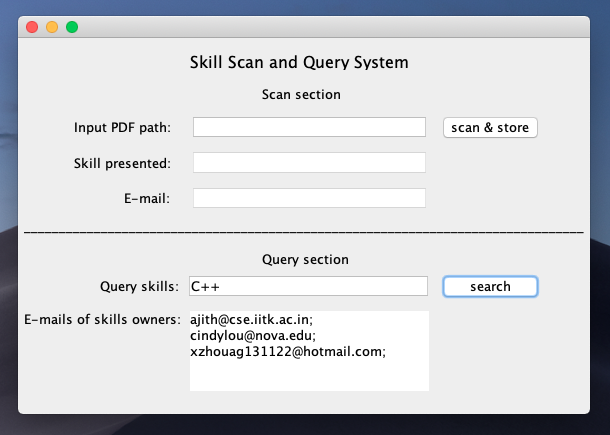 Skill Scan and Query System
Scan section
Input PDF path: scan & store
Skill presented:
E-mail:
Query section
Query skills: C++ search
E-mails of skills owners: ajith@cse.iitk.ac.in;
cindylou@nova.edu;
xzhouag131122@hotmail.com;